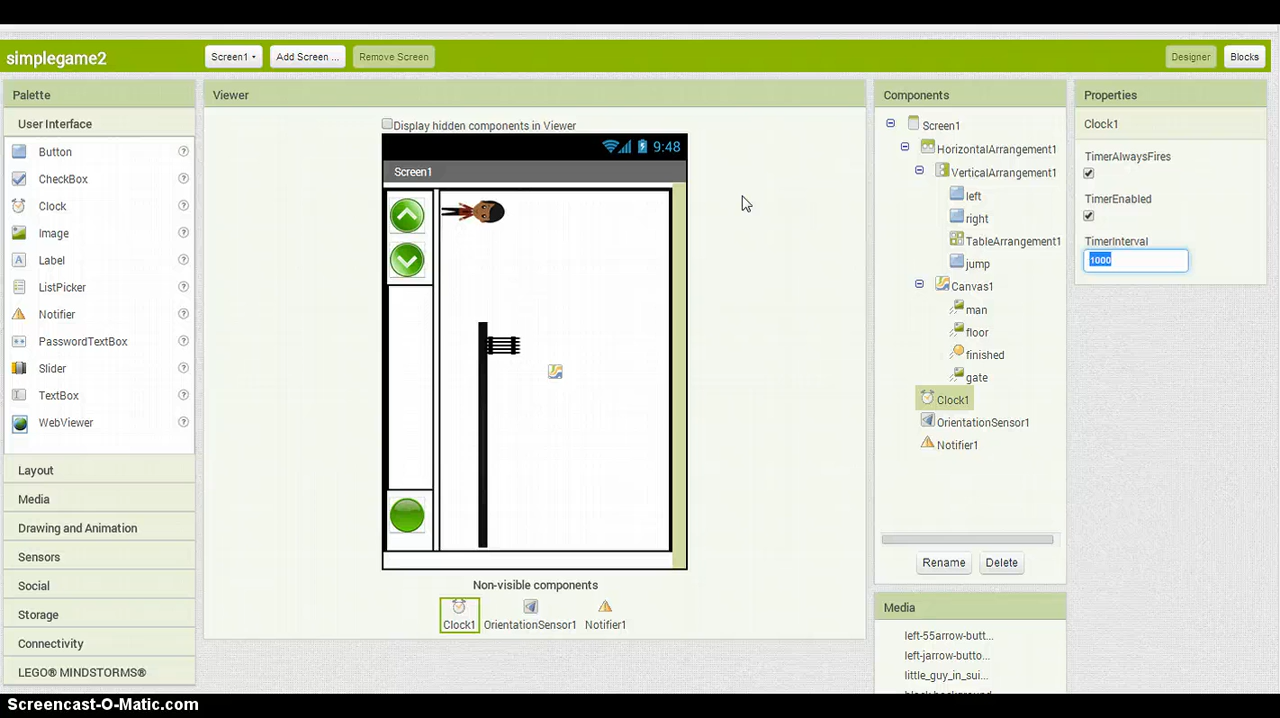 simplegame2
Screen1
Add Screen ...
Remove Screen
Designer
Blocks
Palette
User Interface
Button
?
CheckBox
?
Clock
?
Image
?
Label
?
ListPicker
?
Notifier
?
PasswordTextBox
?
Slider
?
TextBox
?
WebViewer
?
Layout
Media
Drawing and Animation
Sensors
Social
Storage
Connectivity
LEGO® MINDSTORMS®
Viewer
Display hidden components in Viewer
9:48
Screen1
Non-visible components
Clock1
OrientationSensor1
Notifier1
Components
Screen1
HorizontalArrangement1
VerticalArrangement1
left
right
TableArrangement1
jump
Canvas1
man
floor
finished
gate
Clock1
OrientationSensor1
Notifier1
Rename
Delete
Media
left-55arrow-butt...
left-jarrow-butto...
little_guy_in_sui...
Properties
Clock1
TimerAlwaysFires
TimerEnabled
TimerInterval
1000
Screencast-O-Matic.com